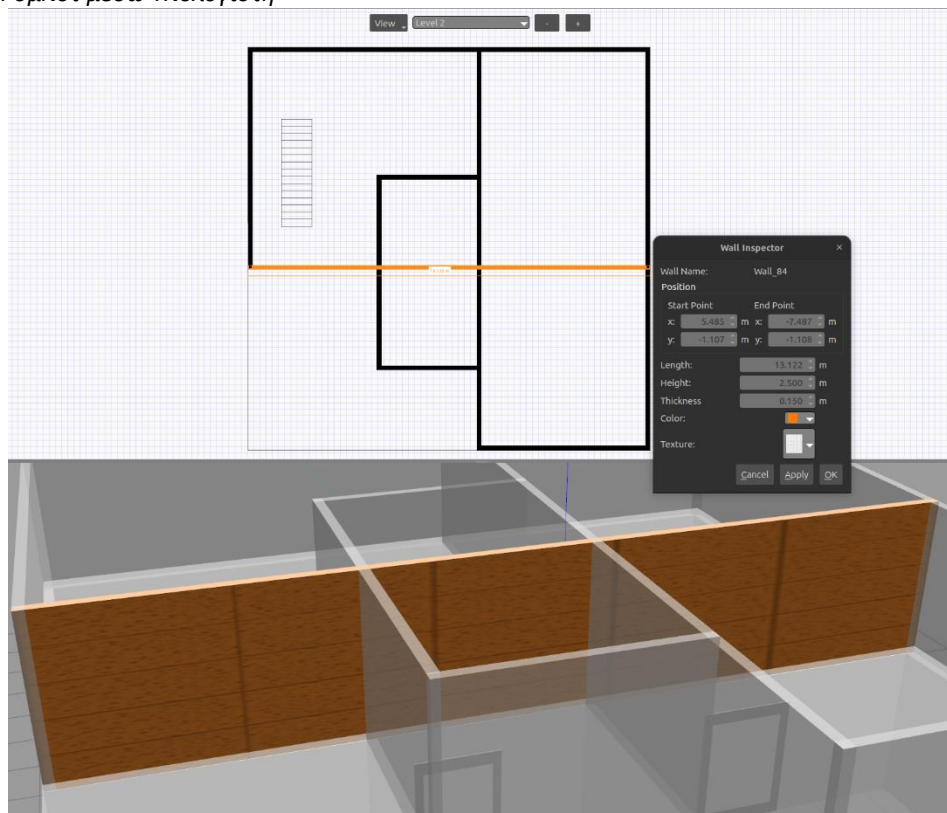 View Level 2 - +
Wall Inspector ×
Wall Name: Wall_84
Position
Start Point End Point
x: 5.485 m x: -7.487 m
y: -1.107 m y: -1.108 m
Length: 13.122 m
Height: 2.500 m
Thickness 0.150 m
Color:
Texture:
Cancel Apply OK